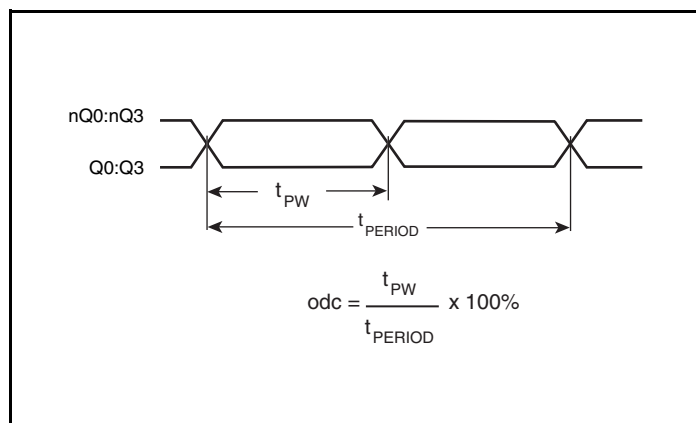 nQ0:nQ3
Q0:Q3
tPW
tPERIOD
odc = tPW / tPERIOD x 100%